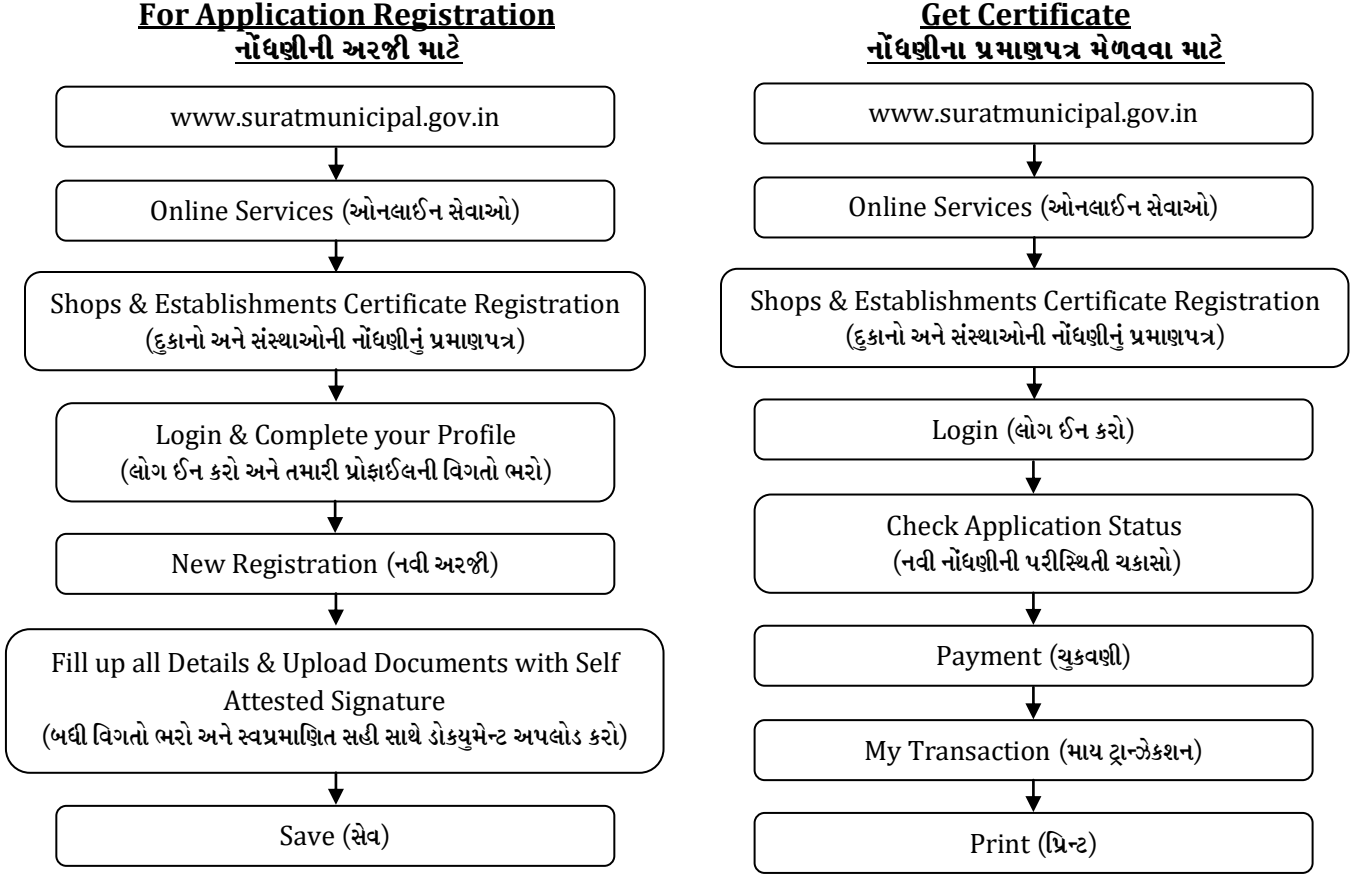 For Application Registration
નોંધણીની અરજી માટે
www.suratmunicipal.gov.in
Online Services (ઓનલાઈન સેવાઓ)
Shops & Establishments Certificate Registration
(દુકાનો અને સંસ્થાઓની નોંધણીનું પ્રમાણપત્ર)
Login & Complete your Profile
(લોગ ઈન કરો અને તમારી પ્રોફાઈલની વિગતો ભરો)
New Registration (નવી અરજી)
Fill up all Details & Upload Documents with Self
Attested Signature
(બધી વિગતો ભરો અને સ્વપ્રમાણિત સહી સાથે ડોકયુમેન્ટ અપલોડ કરો)
Save (સેવ)
Get Certificate
નોંધણીના પ્રમાણપત્ર મેળવવા માટે
www.suratmunicipal.gov.in
Online Services (ઓનલાઈન સેવાઓ)
Shops & Establishments Certificate Registration
(દુકાનો અને સંસ્થાઓની નોંધણીનું પ્રમાણપત્ર)
Login (લોગ ઈન કરો)
Check Application Status
(નવી નોંધણીની પરીસ્થિતી ચકાસો)
Payment (ચુકવણી)
My Transaction (માય ટ્રાન્ઝેકશન)
Print (પ્રિન્ટ)